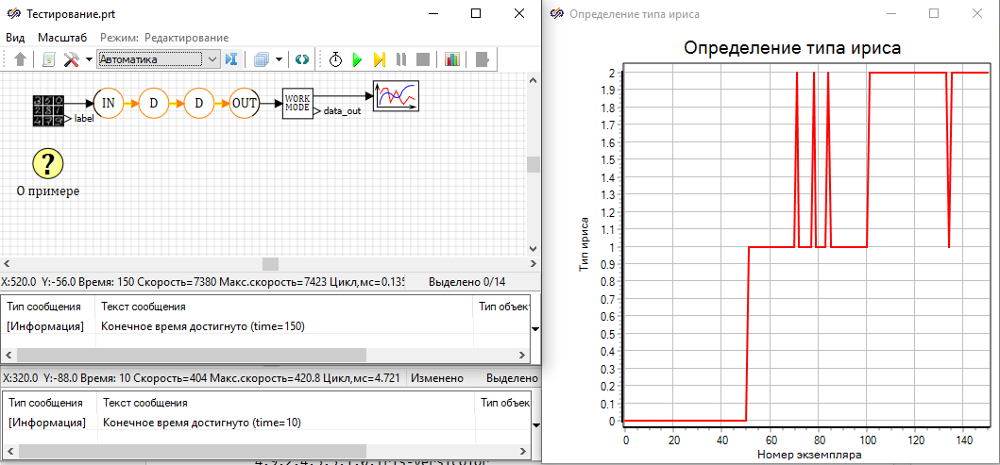 Тестирование.prt
Вид Масштаб Режим: Редактирование
Автоматика
IN D D OUT WORK MODE
label
data_out
?
О примере
X:520.0 Y:-56.0 Время: 150 Скорость=7380 Макс.скорость=7423 Цикл,мс=0.135 Выделено 0/14
Тип сообщения Текст сообщения Тип объек
[Информация] Конечное время достигнуто (time=150)
X:320.0 Y:-88.0 Время: 10 Скорость=404 Макс.скорость=420.8 Цикл,мс=4.721 Изменено Выделено
Тип сообщения Текст сообщения Тип объек
[Информация] Конечное время достигнуто (time=10)
Определение типа ириса
Определение типа ириса
2
1.9
1.8
1.7
1.6
1.5
1.4
1.3
1.2
1.1
1
0.9
0.8
0.7
0.6
0.5
0.4
0.3
0.2
0.1
0
Тип ириса
0 20 40 60 80 100 120 140
Номер экземпляра